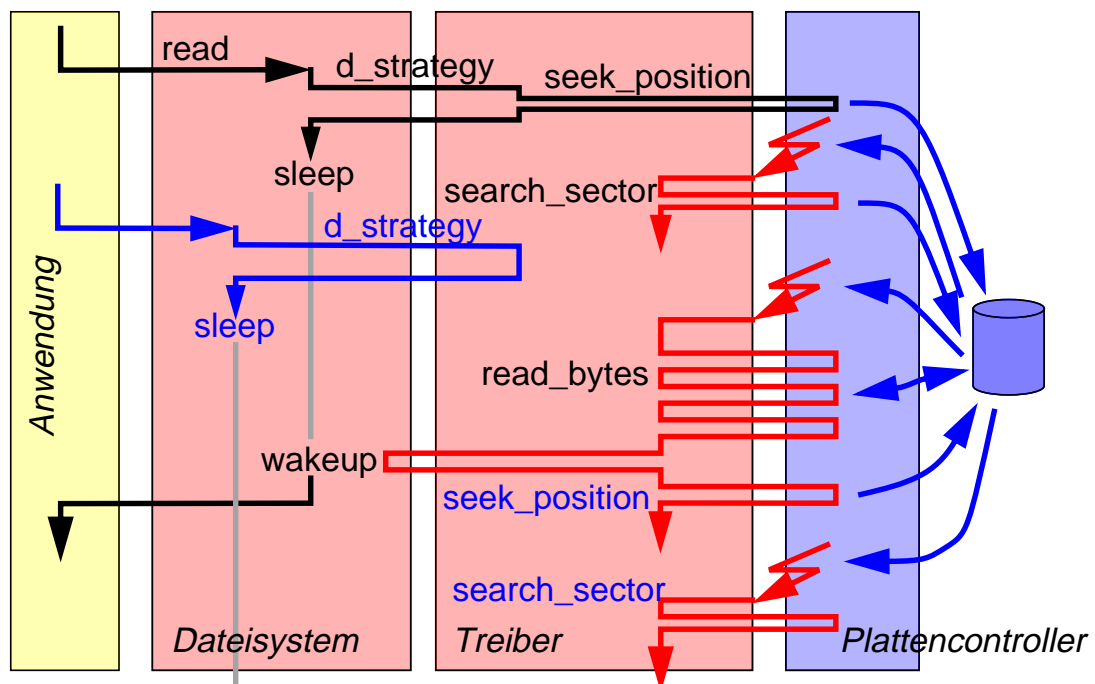 read
d_strategy
seek_position
sleep
search_sector
d_strategy
sleep
read_bytes
wakeup
seek_position
search_sector
Anwendung
Dateisystem
Treiber
Plattencontroller